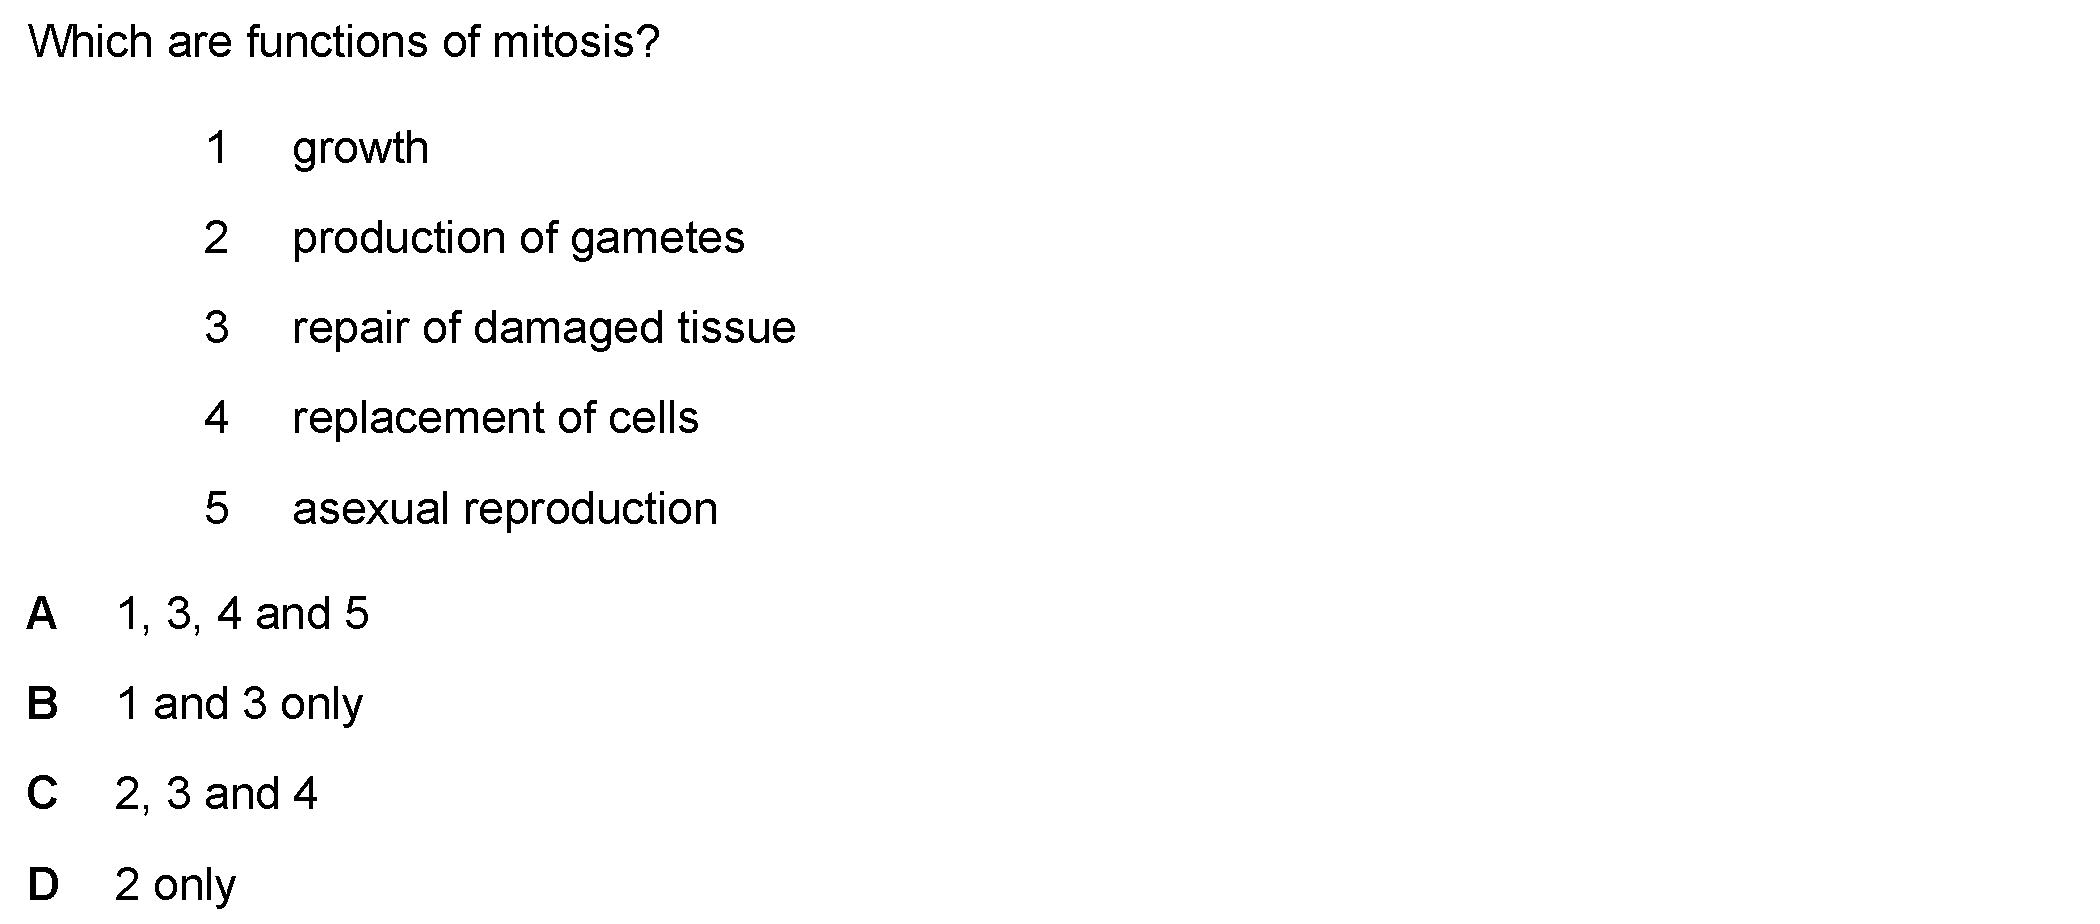 Which are functions of mitosis?
1 growth
2 production of gametes
3 repair of damaged tissue
4 replacement of cells
5 asexual reproduction
A 1, 3, 4 and 5
B 1 and 3 only
C 2, 3 and 4
D 2 only